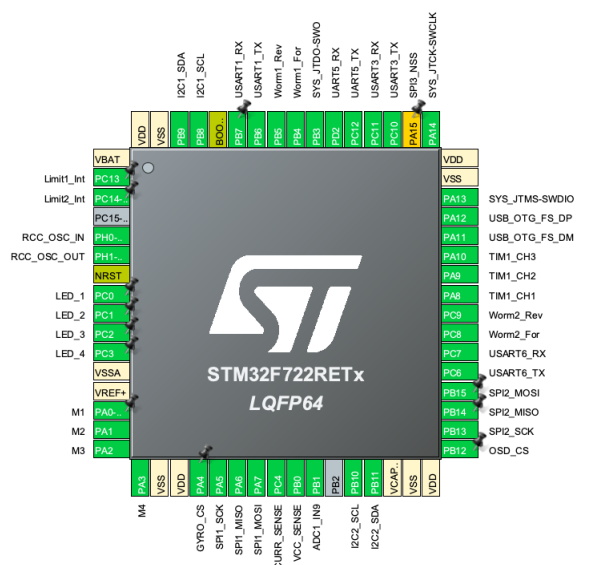 I2C1_SDA
I2C1_SCL
USART1_RX
USART1_TX
Worm1_Rev
Worm1_For
SYS_JTDO-SWO
UART5_RX
UART5_TX
USART3_RX
USART3_TX
SPI3_NSS
SYS_JTCK-SWCLK
VDD
VSS
PB9
PB8
BOO..
PB7
PB6
PB5
PB4
PB3
PD2
PC12
PC11
PC10
PA15
PA14
VBAT
Limit1_Int PC13
Limit2_Int PC14-..
PC15-..
RCC_OSC_IN PH0-..
RCC_OSC_OUT PH1-..
NRST
LED_1 PC0
LED_2 PC1
LED_3 PC2
LED_4 PC3
VSSA
VREF+
M1 PA0-..
M2 PA1
M3 PA2
STM32F722RETx
LQFP64
VDD
VSS
PA13 SYS_JTMS-SWDIO
PA12 USB_OTG_FS_DP
PA11 USB_OTG_FS_DM
PA10 TIM1_CH3
PA9 TIM1_CH2
PA8 TIM1_CH1
PC9 Worm2_Rev
PC8 Worm2_For
PC7 USART6_RX
PC6 USART6_TX
PB15 SPI2_MOSI
PB14 SPI2_MISO
PB13 SPI2_SCK
PB12 OSD_CS
PA3
VSS
VDD
PA4
PA5
PA6
PA7
PC4
PB0
PB1
PB2
PB10
PB11
VCAP..
VSS
VDD
M4
GYRO_CS
SPI1_SCK
SPI1_MISO
SPI1_MOSI
CURR_SENSE
VCC_SENSE
ADC1_IN9
I2C2_SCL
I2C2_SDA